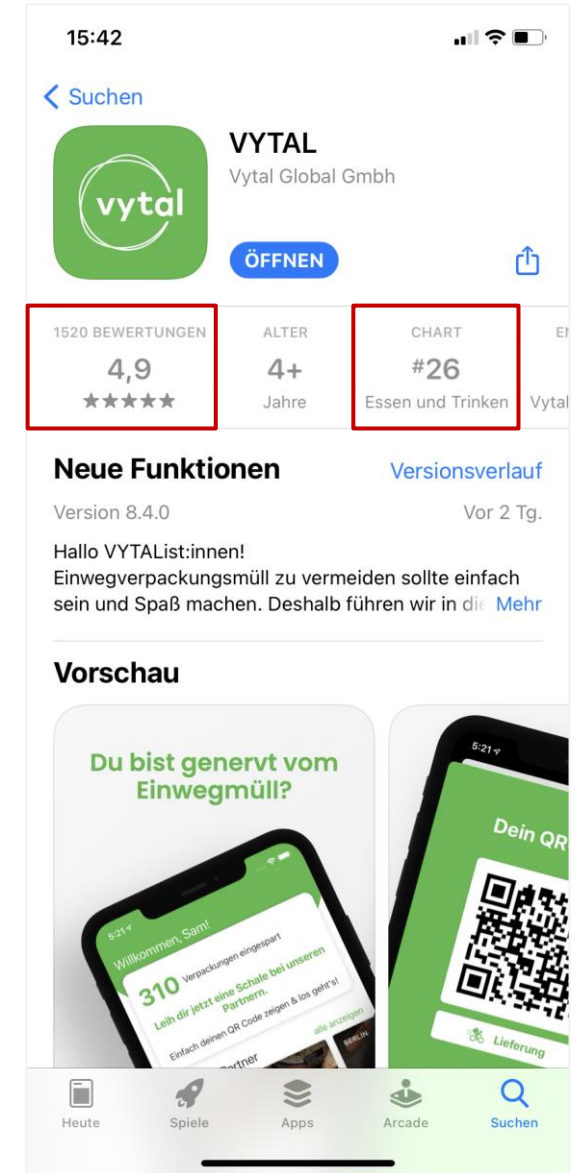 15:42
Suchen
vytal
VYTAL
Vytal Global Gmbh
ÖFFNEN
1520 BEWERTUNGEN
4,9
★★★★★
ALTER
4+
Jahre
CHART
#26
Essen und Trinken
Vytal
Neue Funktionen
Versionsverlauf
Version 8.4.0
Vor 2 Tg.
Hallo VYTAList:innen!
Einwegverpackungsmüll zu vermeiden sollte einfach
sein und Spaß machen. Deshalb führen wir in die Mehr
Vorschau
Du bist genervt vom
Einwegmüll?
5:21
Willkommen, Sam!
310 Verpackungen eingespart
Leih dir jetzt eine Schale bei unseren
Partnern.
Einfach deinen QR Code zeigen & los geht's!
Partner
alle anzeigen
BERLIN
5:21
Dein QR
Lieferung
Heute
Spiele
Apps
Arcade
Suchen